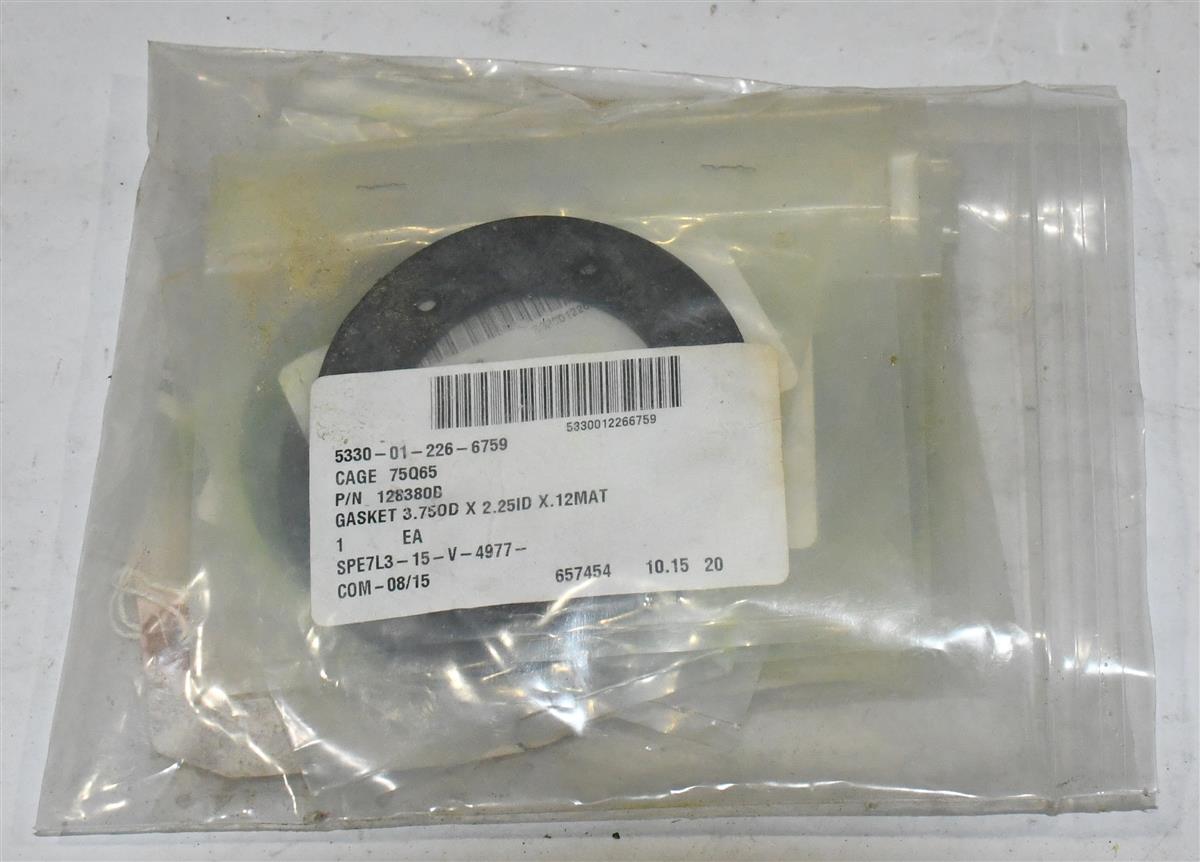 5330012266759
5330-01-226-6759
CAGE 75Q65
P/N 128380B
GASKET 3.75OD X 2.25ID X.12MAT
1 EA
SPE7L3-15-V-4977-
COM-08/15 657454 10.15 20